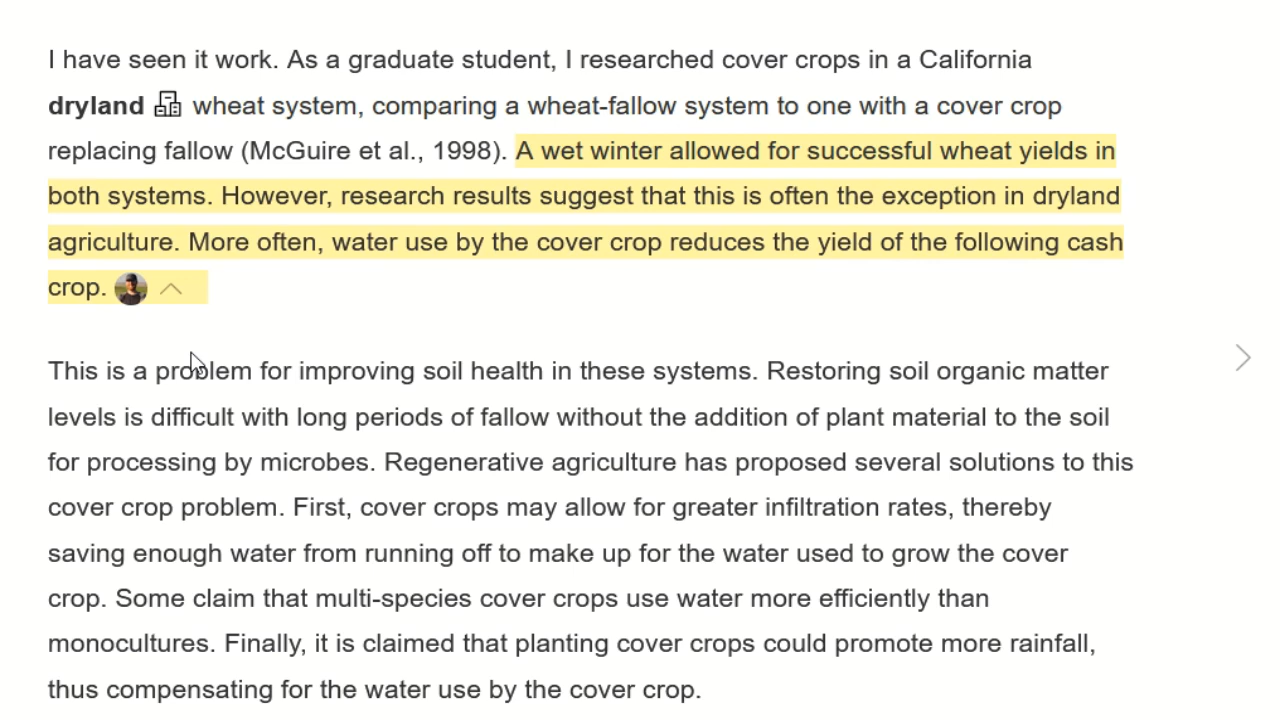 I have seen it work. As a graduate student, I researched cover crops in a California
dryland wheat system, comparing a wheat-fallow system to one with a cover crop
replacing fallow (McGuire et al., 1998). A wet winter allowed for successful wheat yields in
both systems. However, research results suggest that this is often the exception in dryland
agriculture. More often, water use by the cover crop reduces the yield of the following cash
crop.
This is a problem for improving soil health in these systems. Restoring soil organic matter
levels is difficult with long periods of fallow without the addition of plant material to the soil
for processing by microbes. Regenerative agriculture has proposed several solutions to this
cover crop problem. First, cover crops may allow for greater infiltration rates, thereby
saving enough water from running off to make up for the water used to grow the cover
crop. Some claim that multi-species cover crops use water more efficiently than
monocultures. Finally, it is claimed that planting cover crops could promote more rainfall,
thus compensating for the water use by the cover crop.